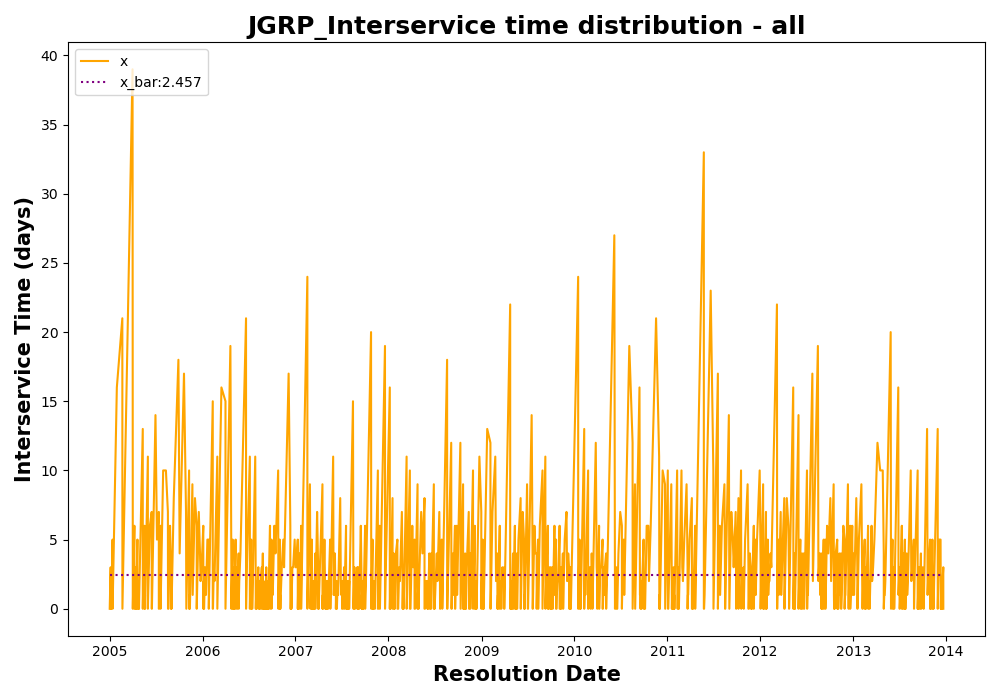 JGRP_Interservice time distribution - all
x
x_bar:2.457
Interservice Time (days)
40
35
30
25
20
15
10
5
0
2005 2006 2007 2008 2009 2010 2011 2012 2013 2014
Resolution Date